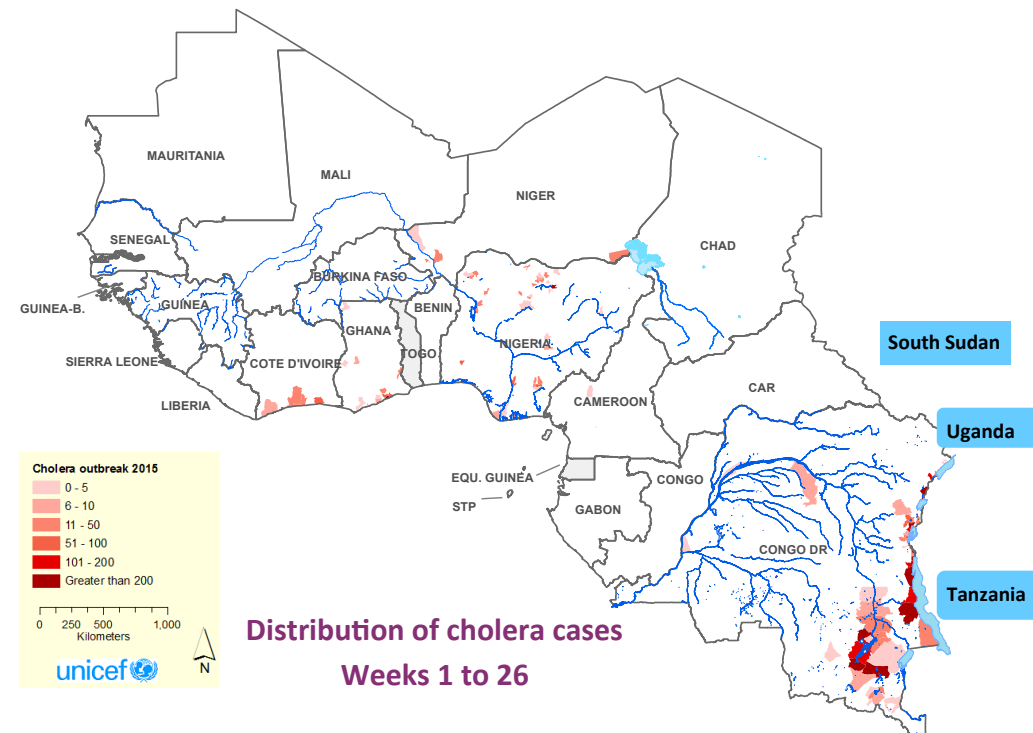 MAURITANIA
MALI
NIGER
CHAD
SENEGAL
GUINEA-B.
GUINEA
BURKINA FASO
BENIN
GHANA
TOGO
NIGERIA
SIERRA LEONE
COTE D'IVOIRE
LIBERIA
CAMEROON
CAR
South Sudan
Uganda
EQU. GUINEA
STP
GABON
CONGO
CONGO DR
Tanzania
Cholera outbreak 2015
0 - 5
6 - 10
11 - 50
51 - 100
101 - 200
Greater than 200
0 250 500 1,000
Kilometers
unicef
N
Distribution of cholera cases
Weeks 1 to 26